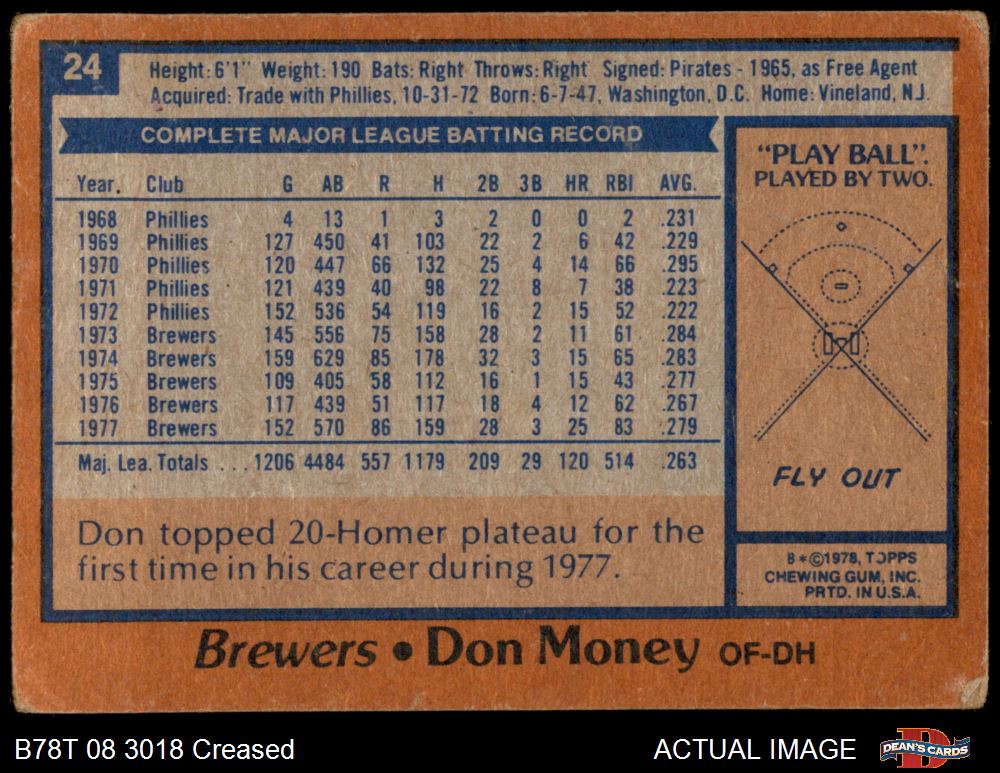 24
Height: 6'1" Weight: 190 Bats: Right Throws: Right Signed: Pirates - 1965, as Free Agent
Acquired: Trade with Phillies, 10-31-72 Born: 6-7-47, Washington, D.C. Home: Vineland, N.J.
COMPLETE MAJOR LEAGUE BATTING RECORD
Year. Club G AB R H 2B 3B HR RBI AVG.
1968 Phillies 4 13 1 3 2 0 0 2 .231
1969 Phillies 127 450 41 103 22 2 6 42 .229
1970 Phillies 120 447 66 132 25 4 14 66 .295
1971 Phillies 121 439 40 98 22 8 7 38 .223
1972 Phillies 152 536 54 119 16 2 15 52 .222
1973 Brewers 145 556 75 158 28 2 11 61 .284
1974 Brewers 159 629 85 178 32 3 15 65 .283
1975 Brewers 109 405 58 112 16 1 15 43 .277
1976 Brewers 117 439 51 117 18 4 12 62 .267
1977 Brewers 152 570 86 159 28 3 25 83 .279
Maj. Lea. Totals ... 1206 4484 557 1179 209 29 120 514 .263
Don topped 20-Homer plateau for the
first time in his career during 1977.
"PLAY BALL".
PLAYED BY TWO.
FLY OUT
B*©1978, TOPPS
CHEWING GUM, INC.
PRTD. IN U.S.A.
Brewers • Don Money OF-DH
B78T 08 3018 Creased
ACTUAL IMAGE
DEAN'S CARDS